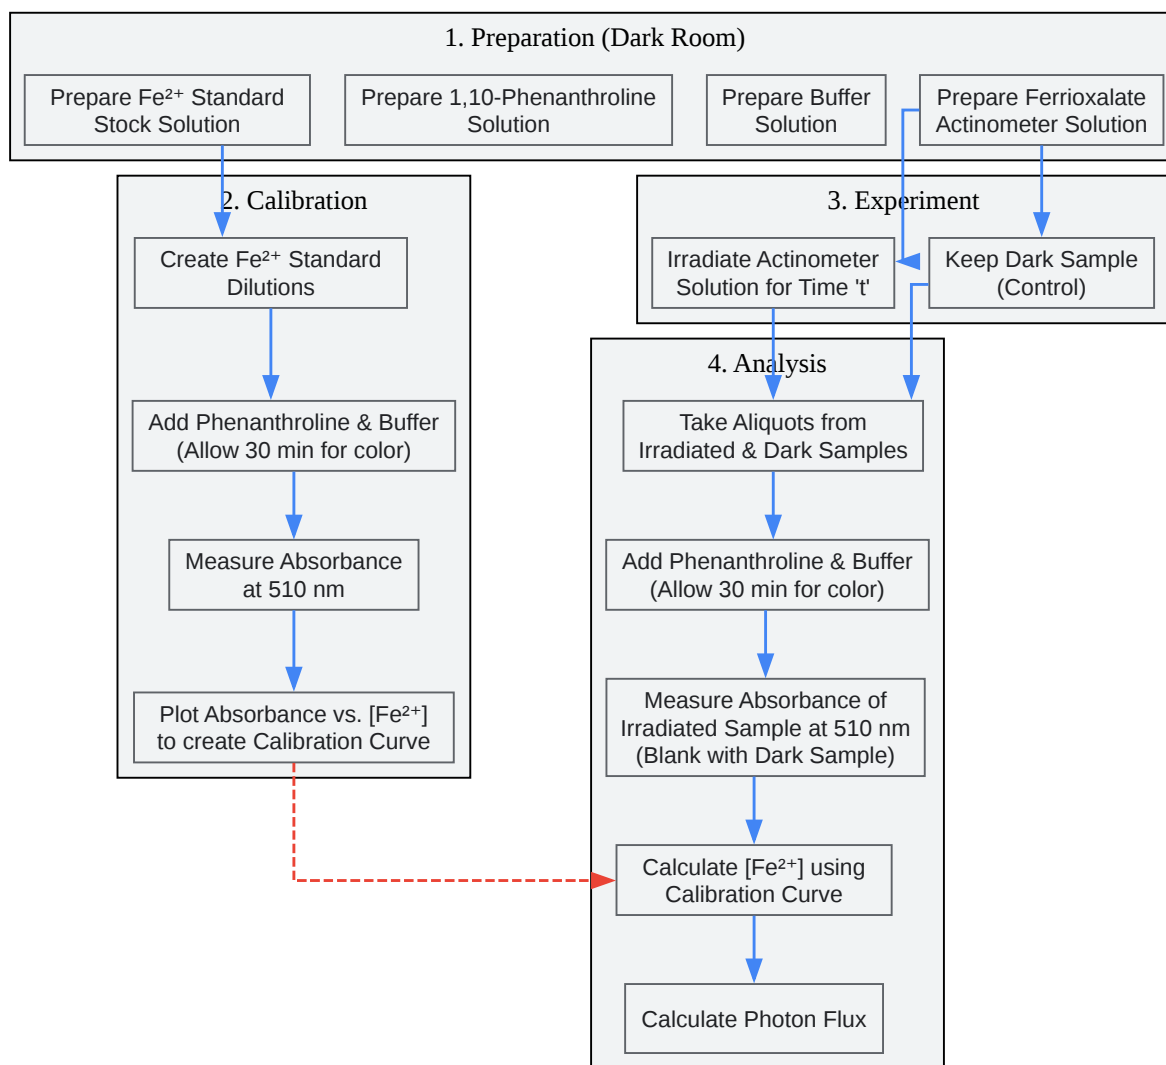 1. Preparation (Dark Room)
Prepare Fe²⁺ Standard
Stock Solution
Prepare 1,10-Phenanthroline
Solution
Prepare Buffer
Solution
Prepare Ferrioxalate
Actinometer Solution
2. Calibration
Create Fe²⁺ Standard
Dilutions
Add Phenanthroline & Buffer
(Allow 30 min for color)
Measure Absorbance
at 510 nm
Plot Absorbance vs. [Fe²⁺]
to create Calibration Curve
3. Experiment
Irradiate Actinometer
Solution for Time 't'
Keep Dark Sample
(Control)
4. Analysis
Take Aliquots from
Irradiated & Dark Samples
Add Phenanthroline & Buffer
(Allow 30 min for color)
Measure Absorbance of
Irradiated Sample at 510 nm
(Blank with Dark Sample)
Calculate [Fe²⁺] using
Calibration Curve
Calculate Photon Flux